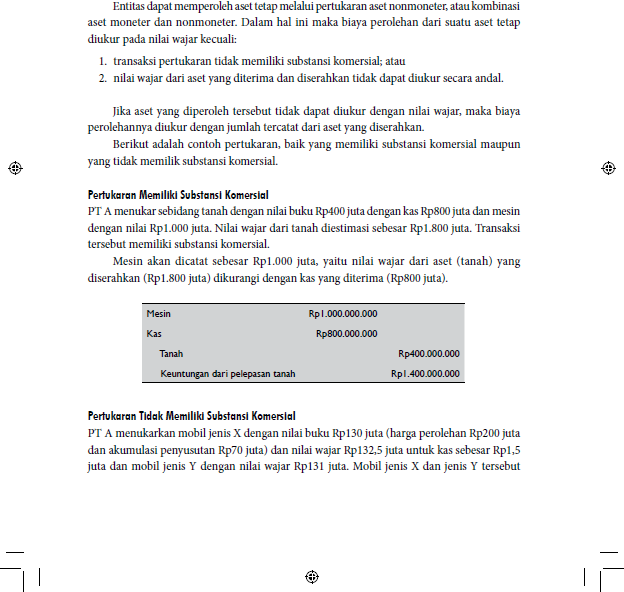 Entitas dapat memperoleh aset tetap melalui pertukaran aset nonmoneter, atau kombinasi
aset moneter dan nonmoneter. Dalam hal ini maka biaya perolehan dari suatu aset tetap
diukur pada nilai wajar kecuali:
1. transaksi pertukaran tidak memiliki substansi komersial; atau
2. nilai wajar dari aset yang diterima dan diserahkan tidak dapat diukur secara andal.
Jika aset yang diperoleh tersebut tidak dapat diukur dengan nilai wajar, maka biaya
perolehannya diukur dengan jumlah tercatat dari aset yang diserahkan.
Berikut adalah contoh pertukaran, baik yang memiliki substansi komersial maupun
yang tidak memilik substansi komersial.
Pertukaran Memiliki Substansi Komersial
PT A menukar sebidang tanah dengan nilai buku Rp400 juta dengan kas Rp800 juta dan mesin
dengan nilai Rp1.000 juta. Nilai wajar dari tanah diestimasi sebesar Rp1.800 juta. Transaksi
tersebut memiliki substansi komersial.
Mesin akan dicatat sebesar Rp1.000 juta, yaitu nilai wajar dari aset (tanah) yang
diserahkan (Rp1.800 juta) dikurangi dengan kas yang diterima (Rp800 juta).
Mesin Rp1.000.000.000
Kas Rp800.000.000
Tanah Rp400.000.000
Keuntungan dari pelepasan tanah Rp1.400.000.000
Pertukaran Tidak Memiliki Substansi Komersial
PT A menukarkan mobil jenis X dengan nilai buku Rp130 juta (harga perolehan Rp200 juta
dan akumulasi penyusutan Rp70 juta) dan nilai wajar Rp132,5 juta untuk kas sebesar Rp1,5
juta dan mobil jenis Y dengan nilai wajar Rp131 juta. Mobil jenis X dan jenis Y tersebut